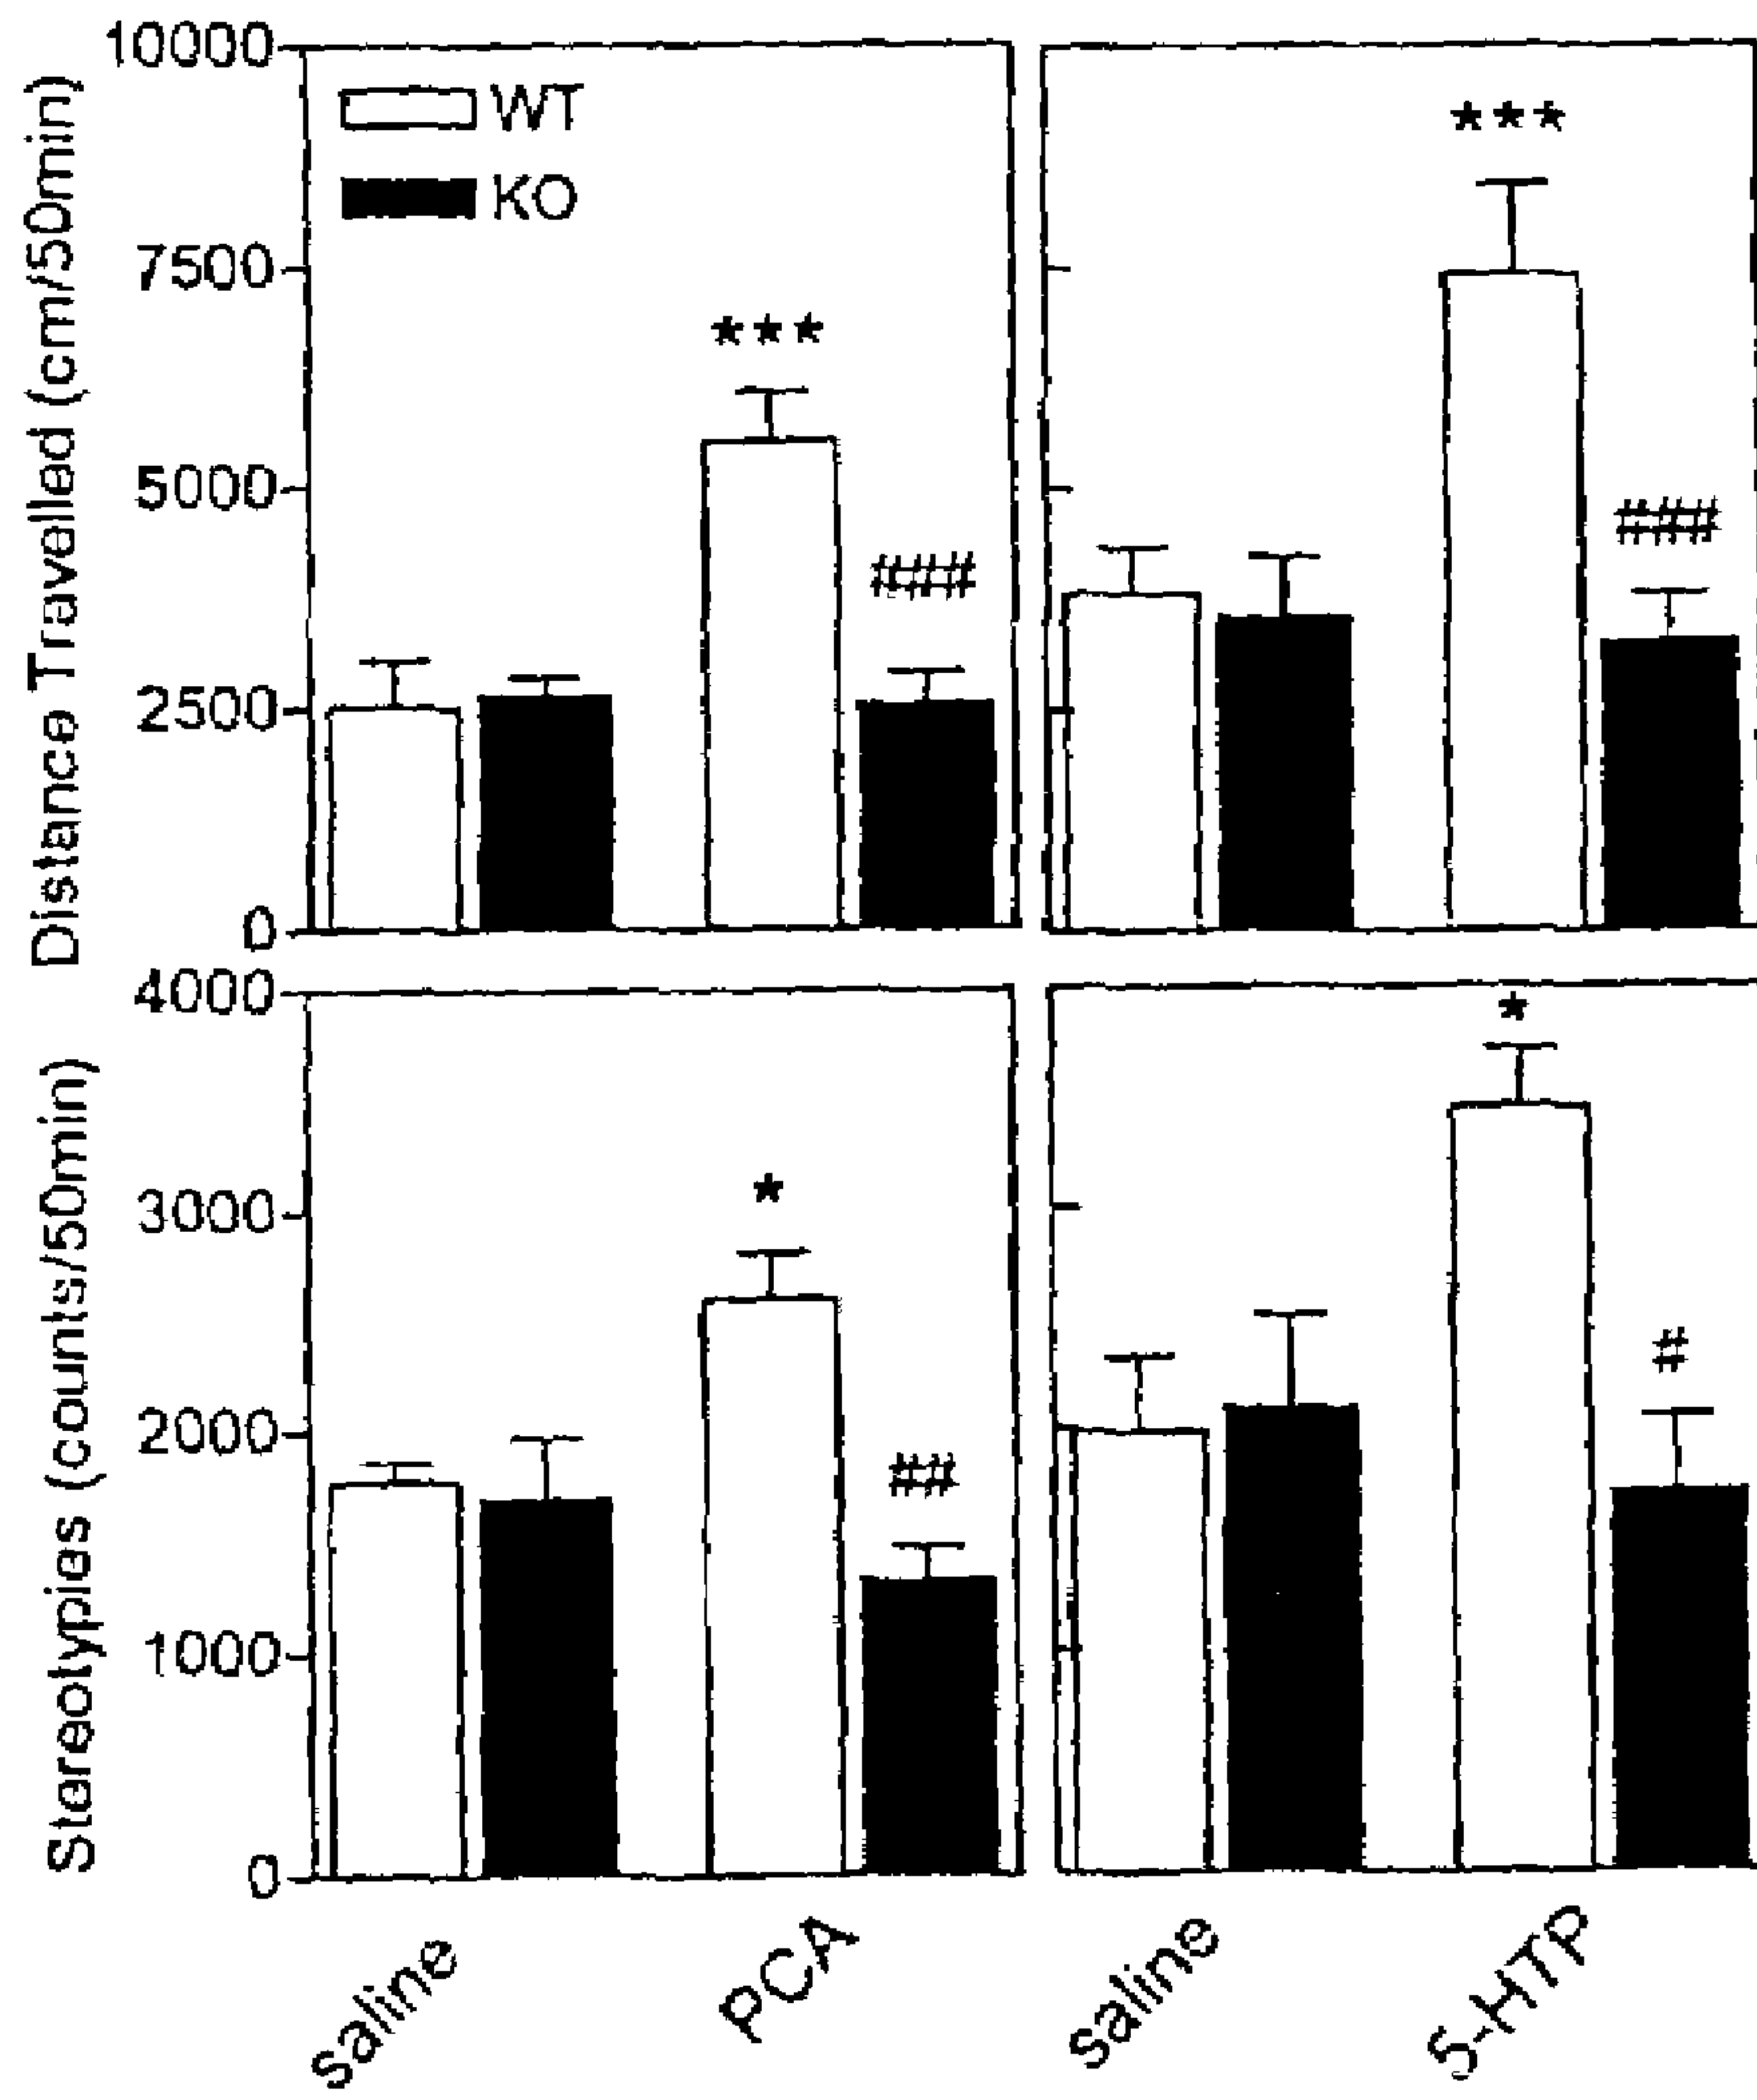 Distance Travelled (cm/50min)
10000
7500
5000
2500
0
WT
KO
***
###
***
###
Stereotypies (counts/50min)
4000
3000
2000
1000
0
*
##
*
#
saline
PCA
saline
5-HTP